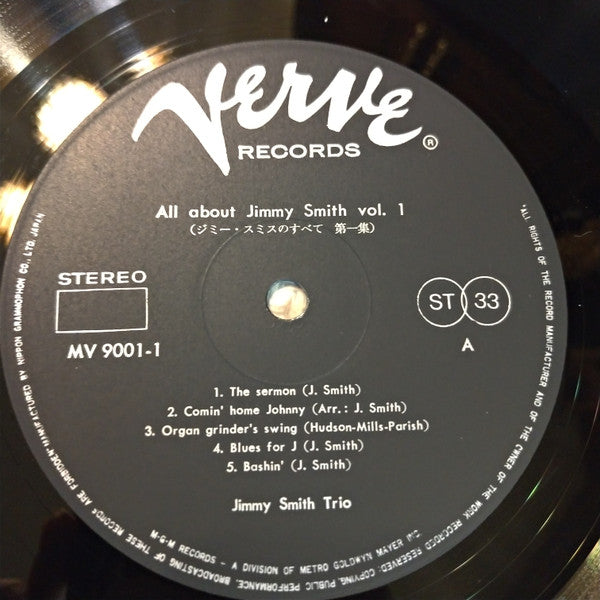 Verve
RECORDS ®
All about Jimmy Smith vol. 1
(ジミー・スミスのすべて 第一集)
STEREO
ST 33
MV 9001-1
A
1. The sermon (J. Smith)
2. Comin' home Johnny (Arr.: J. Smith)
3. Organ grinder's swing (Hudson-Mills-Parish)
4. Blues for J (J. Smith)
5. Bashin' (J. Smith)
Jimmy Smith Trio
M-G-M RECORDS - A DIVISION OF METRO GOLDWYN MAYER INC.
"ALL RIGHTS OF THE RECORD MANUFACTURER AND OF THE OWNER OF THE WORK RECORDED RESERVED. COPYING, PUBLIC PERFORMANCE, BROADCASTING OF THESE RECORDS ARE FORBIDDEN" MANUFACTURED BY NIPPON GRAMMOPHON CO., LTD. JAPAN